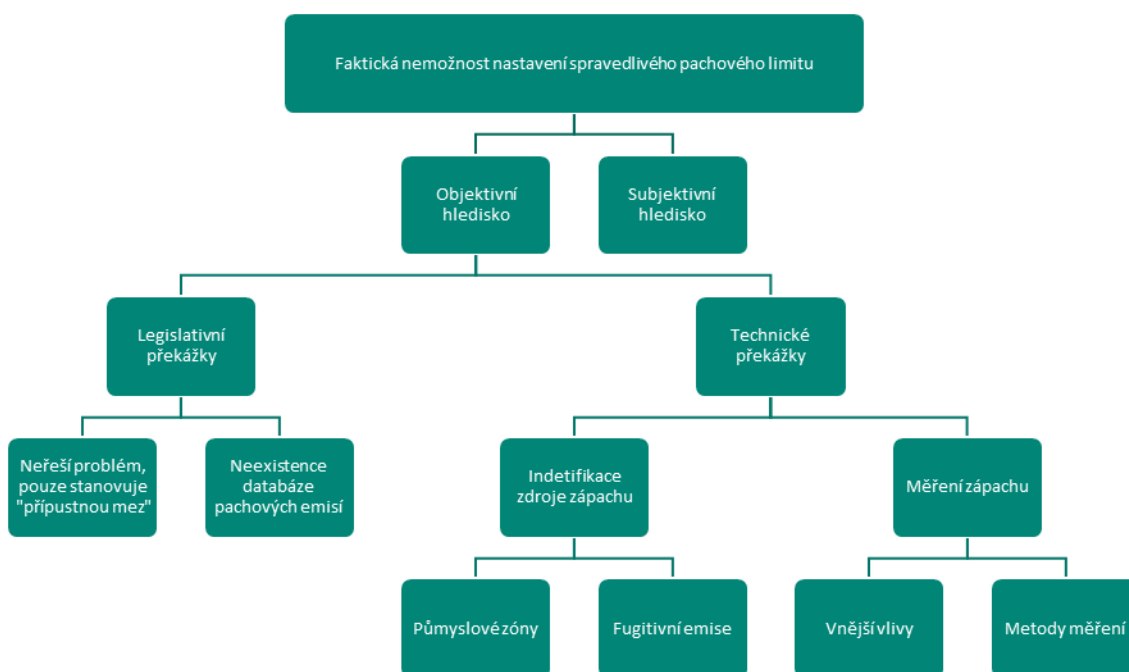 Faktická nemožnost nastavení spravedlivého pachového limitu
Objektivní
hledisko
Subjektivní
hledisko
Legislativní
překážky
Technické
překážky
Neřeší problém,
pouze stanovuje
"přípustnou mez"
Neexistence
databáze
pachových emisí
Indetifikace
zdroje zápachu
Měření zápachu
Půmyslové zóny
Fugitivní emise
Vnější vlivy
Metody měření